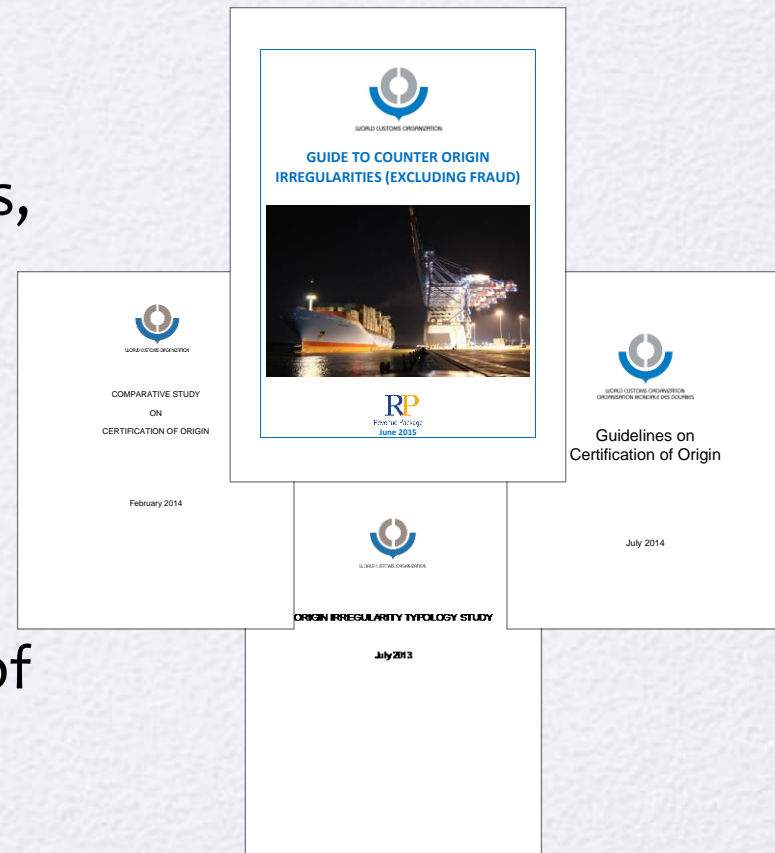 s,
of
WORLD CUSTOMS ORGANIZATION
GUIDE TO COUNTER ORIGIN
IRREGULARITIES (EXCLUDING FRAUD)
RP
Revenue Package
June 2015
WORLD CUSTOMS ORGANIZATION
COMPARATIVE STUDY
ON
CERTIFICATION OF ORIGIN
February 2014
WORLD CUSTOMS ORGANIZATION
ORGANISATION MONDIALE DES DOUANES
Guidelines on
Certification of Origin
July 2014
WORLD CUSTOMS ORGANIZATION
ORIGIN IRREGULARITY TYPOLOGY STUDY
July 2013